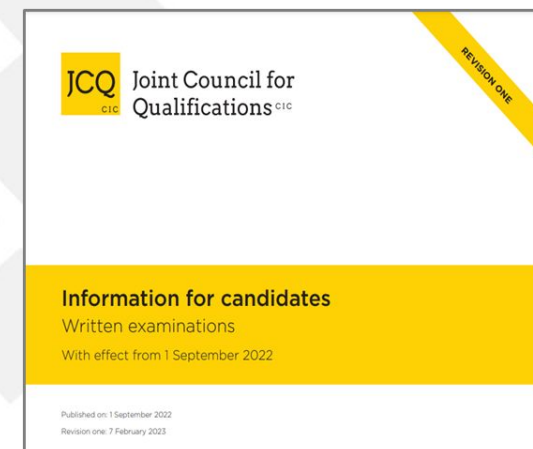 JCQ
CIC
Joint Council for
Qualifications CIC
REVISION ONE
Information for candidates
Written examinations
With effect from 1 September 2022
Published on: 1 September 2022
Revision one: 7 February 2023